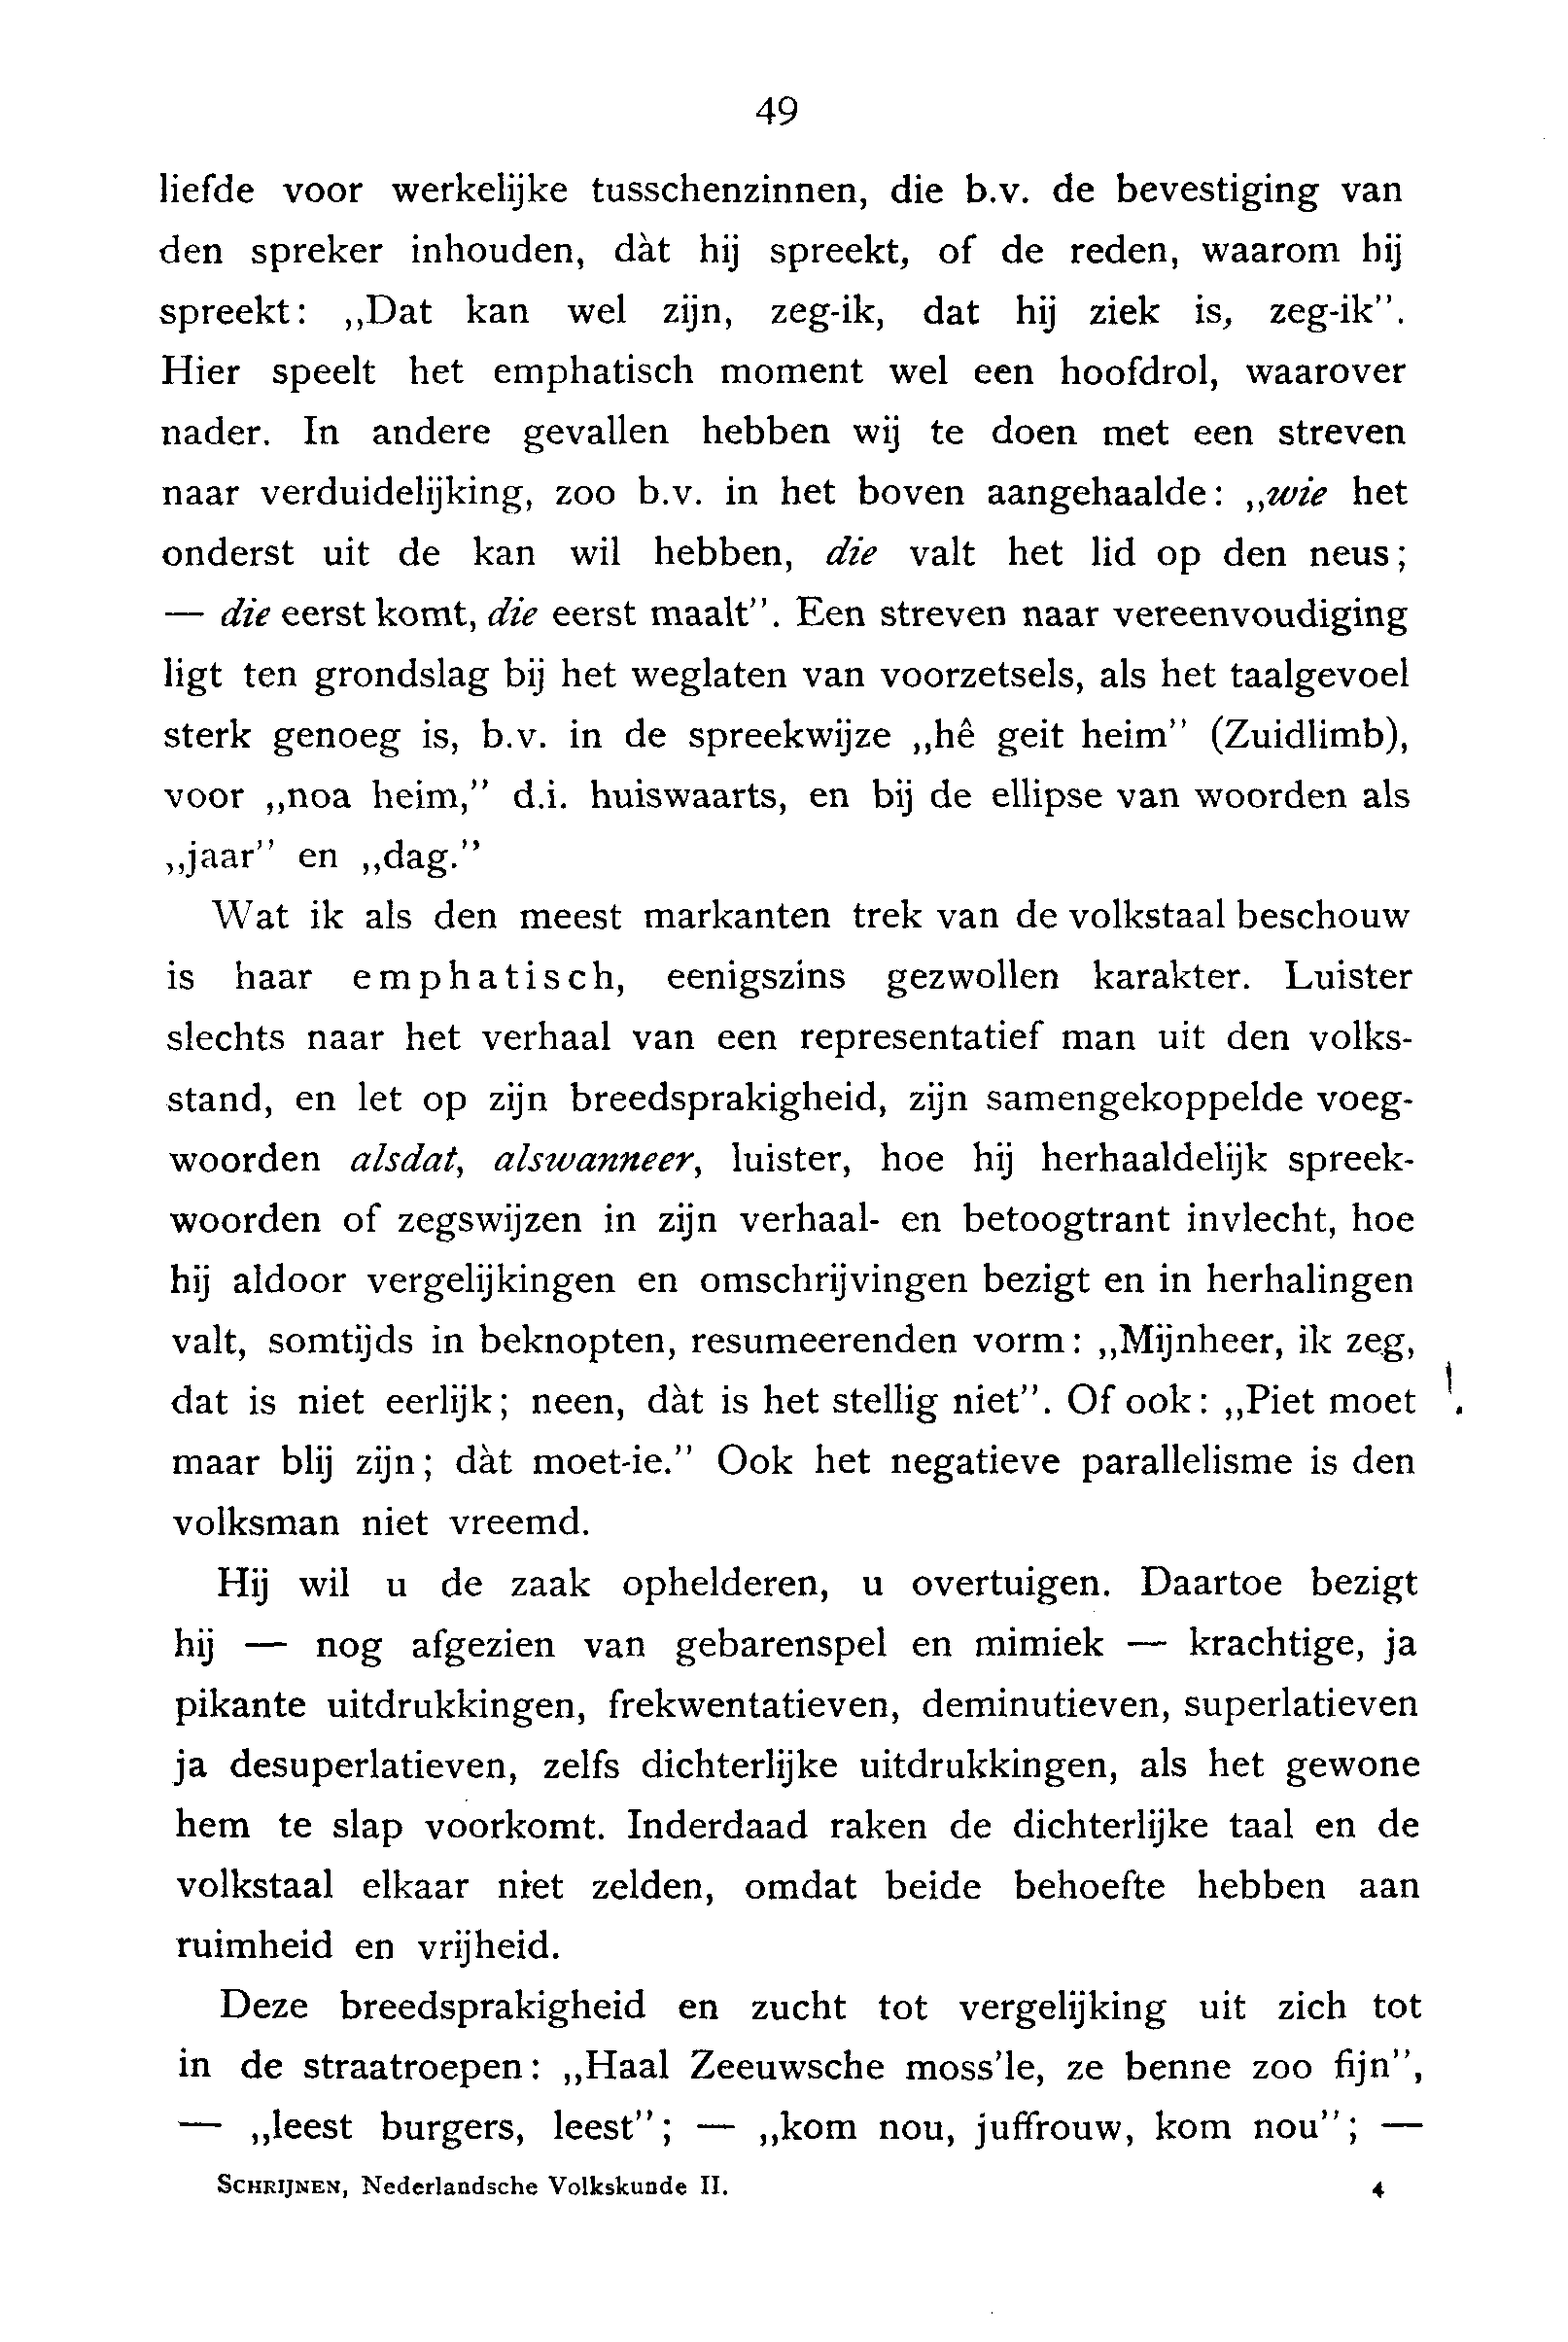 49
liefde voor werkelijke tusschenzinnen, die b.v. de bevestiging van
den spreker inhouden, dàt hij spreekt, of de reden, waarom hij
spreekt: „Dat kan wel zijn, zeg-ik, dat hij ziek is, zeg-ik”.
Hier speelt het emphatisch moment wel een hoofdrol, waarover
nader. In andere gevallen hebben wij te doen met een streven
naar verduidelijking, zoo b.v. in het boven aangehaalde: „wie het
onderst uit de kan wil hebben, die valt het lid op den neus;
— die eerst komt, die eerst maalt”. Een streven naar vereenvoudiging
ligt ten grondslag bij het weglaten van voorzetsels, als het taalgevoel
sterk genoeg is, b.v. in de spreekwijze „hê geit heim” (Zuidlimb),
voor „noa heim,” d.i. huiswaarts, en bij de ellipse van woorden als
„jaar” en „dag.”
Wat ik als den meest markanten trek van de volkstaal beschouw
is haar emphatisch, eenigszins gezwollen karakter. Luister
slechts naar het verhaal van een representatief man uit den volks-
stand, en let op zijn breedsprakigheid, zijn samengekoppelde voeg-
woorden alsdat, alswanneer, luister, hoe hij herhaaldelijk spreek-
woorden of zegswijzen in zijn verhaal- en betoogtrant invlecht, hoe
hij aldoor vergelijkingen en omschrijvingen bezigt en in herhalingen
valt, somtijds in beknopten, resumeerenden vorm: „Mijnheer, ik zeg,
dat is niet eerlijk; neen, dàt is het stellig niet”. Of ook: „Piet moet
maar blij zijn; dàt moet-ie.” Ook het negatieve parallelisme is den
volksman niet vreemd.
Hij wil u de zaak ophelderen, u overtuigen. Daartoe bezigt
hij — nog afgezien van gebarenspel en mimiek — krachtige, ja
pikante uitdrukkingen, frekwentatieven, deminutieven, superlatieven
ja desuperlatieven, zelfs dichterlijke uitdrukkingen, als het gewone
hem te slap voorkomt. Inderdaad raken de dichterlijke taal en de
volkstaal elkaar niet zelden, omdat beide behoefte hebben aan
ruimheid en vrijheid.
Deze breedsprakigheid en zucht tot vergelijking uit zich tot
in de straatroepen: „Haal Zeeuwsche moss’le, ze benne zoo fijn”,
— „leest burgers, leest”; — „kom nou, juffrouw, kom nou”; —
SCHRIJNEN, Nederlandsche Volkskunde II. 4